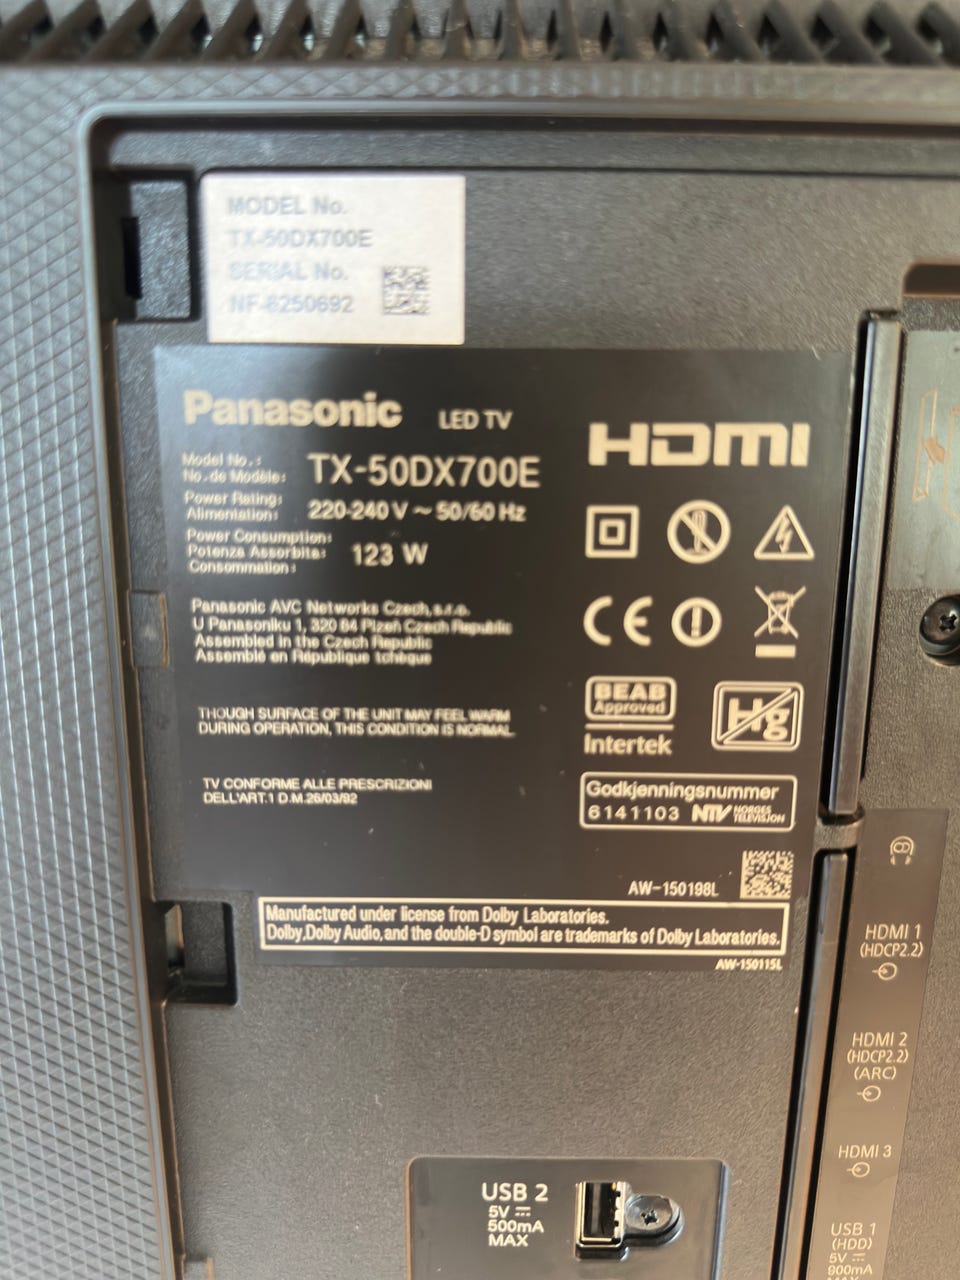 MODEL No.
TX-50DX700E
SERIAL No.
NF-6250692
Panasonic LED TV
HDMI
Model No.:
No. de Modèle:
TX-50DX700E
Power Rating:
Alimentation:
220-240 V ~ 50/60 Hz
Power Consumption:
Potenza Assorbita:
Consommation:
123 W
Panasonic AVC Networks Czech, s.r.o.
U Panasoniku 1, 320 84 Plzeň Czech Republic
Assembled in the Czech Republic
Assemblé en République tchèque
THOUGH SURFACE OF THE UNIT MAY FEEL WARM
DURING OPERATION, THIS CONDITION IS NORMAL.
TV CONFORME ALLE PRESCRIZIONI
DELL'ART.1 D.M.26/03/92
CE
BEAB
Approved
Intertek
Hg
Godkjenningsnummer
6141103 NTV NORGES
TELEVISJON
AW-150198L
Manufactured under license from Dolby Laboratories.
Dolby,Dolby Audio,and the double-D symbol are trademarks of Dolby Laboratories.
AW-150115L
HDMI 1
(HDCP2.2)
HDMI 2
(HDCP2.2)
(ARC)
HDMI 3
USB 1
(HDD)
5V
900mA
USB 2
5V
500mA
MAX